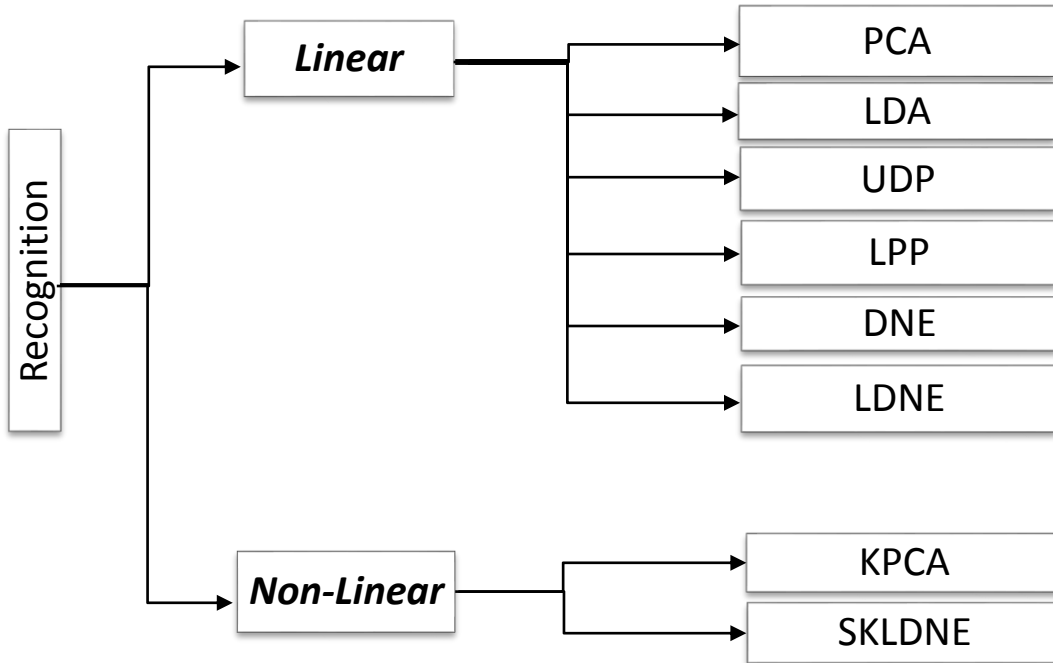 Recognition
Linear
PCA
LDA
UDP
LPP
DNE
LDNE
Non-Linear
KPCA
SKLDNE